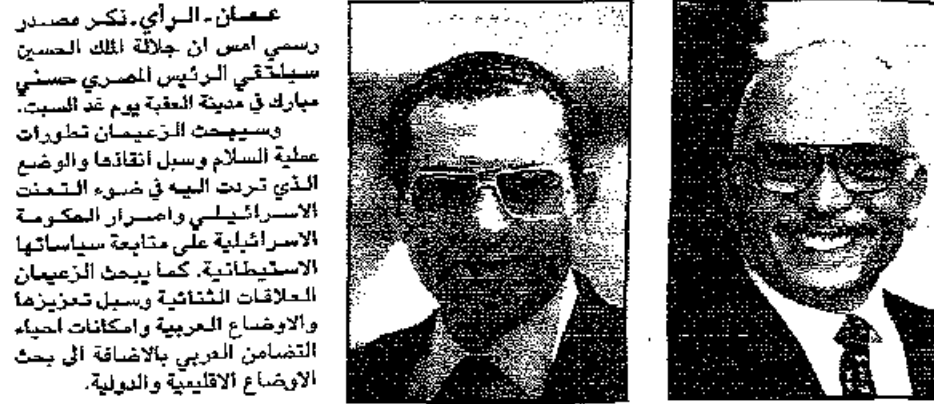 عمان - الرأي - ذكر مصدر
رسمي امس ان جلالة الملك الحسين
سيلتقي الرئيس المصري حسني
مبارك في مدينة العقبة يوم غد السبت.
وسيبحث الزعيمان تطورات
عملية السلام وسبل انقاذها والوضع
الذي تردت اليه في ضوء التعنت
الاسرائيلي واصرار الحكومة
الاسرائيلية على متابعة سياساتها
الاستيطانية. كما يبحث الزعيمان
العلاقات الثنائية وسبل تعزيزها
والاوضاع العربية وامكانات احياء
التضامن العربي بالاضافة الى بحث
الاوضاع الاقليمية والدولية.